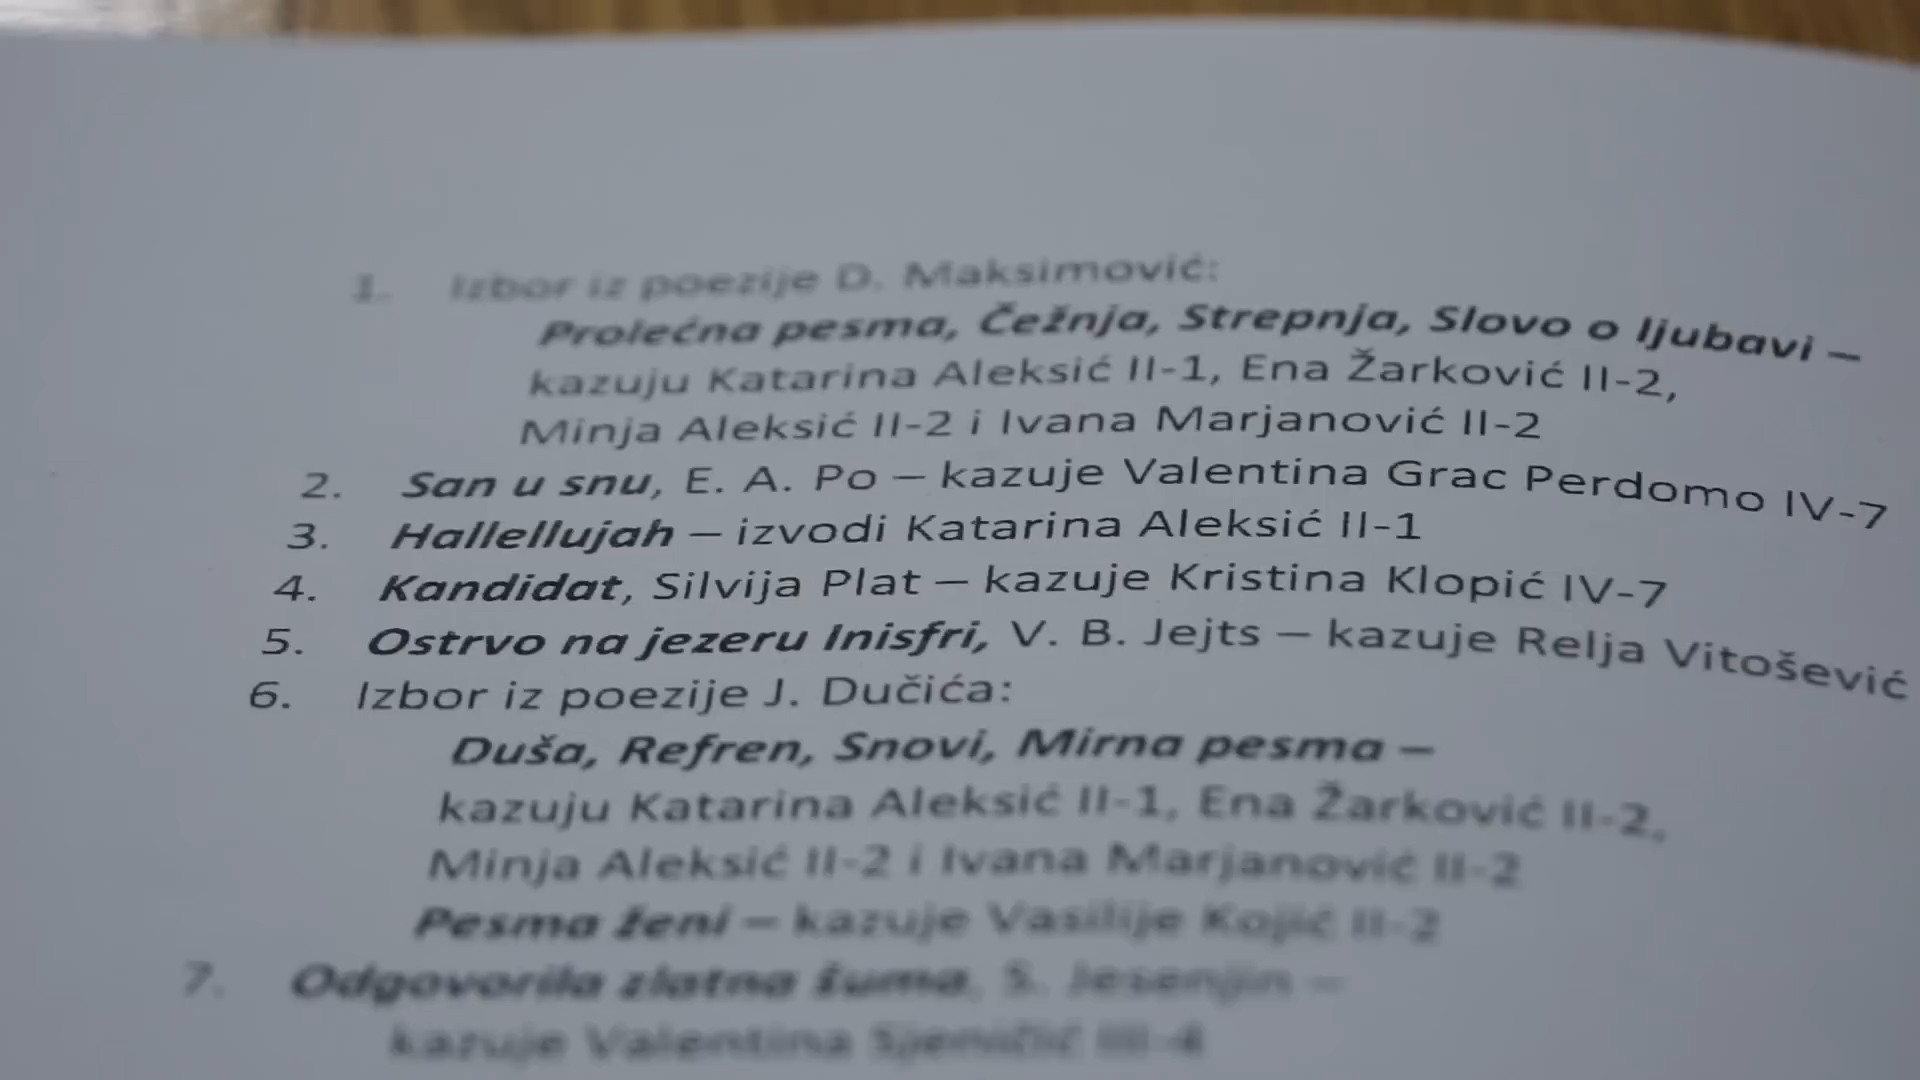 1. Izbor iz poezije D. Maksimović:
Prolećna pesma, Čežnja, Strepnja, Slovo o ljubavi –
kazuju Katarina Aleksić II-1, Ena Žarković II-2,
Minja Aleksić II-2 i Ivana Marjanović II-2
2. San u snu, E. A. Po – kazuje Valentina Grac Perdomo IV-7
3. Hallellujah – izvodi Katarina Aleksić II-1
4. Kandidat, Silvija Plat – kazuje Kristina Klopić IV-7
5. Ostrvo na jezeru Inisfri, V. B. Jejts – kazuje Relja Vitošević
6. Izbor iz poezije J. Dučića:
Duša, Refren, Snovi, Mirna pesma –
kazuju Katarina Aleksić II-1, Ena Žarković II-2,
Minja Aleksić II-2 i Ivana Marjanović II-2
Pesma ženi – kazuje Vasilije Kojić II-2
7. Odgovorila zlatna šuma, S. Jesenjin –
kazuje Valentina Sjeničić III-4